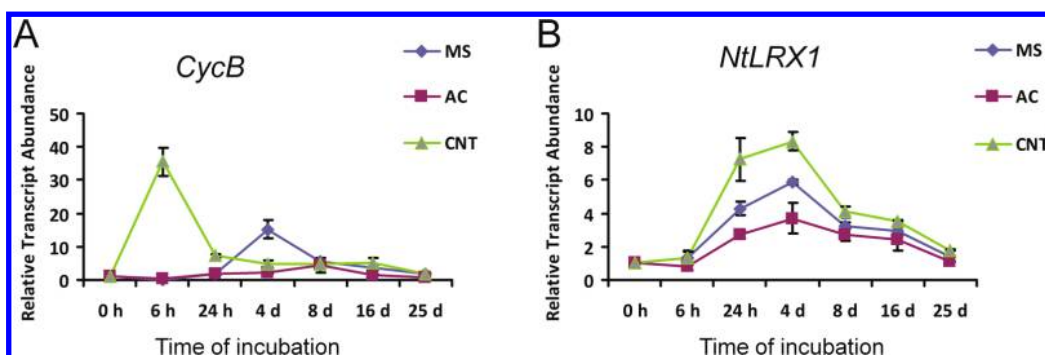 A
CycB
MS
AC
CNT
Relative Transcript Abundance
50
40
30
20
10
0
0 h 6 h 24 h 4 d 8 d 16 d 25 d
Time of incubation
B
NtLRX1
MS
AC
CNT
Relative Transcript Abundance
10
8
6
4
2
0
0 h 6 h 24 h 4 d 8 d 16 d 25 d
Time of incubation